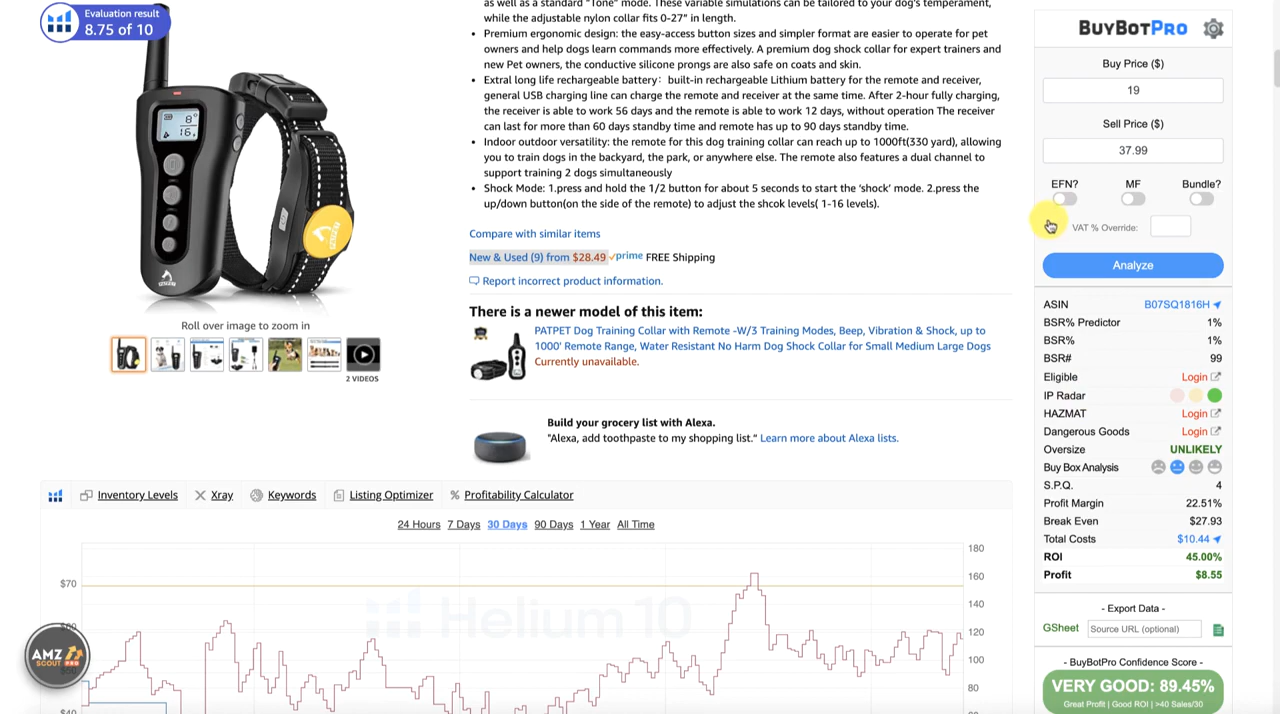 Evaluation result
8.75 of 10
as well as a standard "Tone" mode. These variable simulations can be tailored to your dog's temperament,
while the adjustable nylon collar fits 0-27" in length.
Premium ergonomic design: the easy-access button sizes and simpler format are easier to operate for pet
owners and help dogs learn commands more effectively. A premium dog shock collar for expert trainers and
new Pet owners, the conductive silicone prongs are also safe on coats and skin.
Extral long life rechargeable battery：built-in rechargeable Lithium battery for the remote and receiver,
general USB charging line can charge the remote and receiver at the same time. After 2-hour fully charging,
the receiver is able to work 56 days and the remote is able to work 12 days, without operation The receiver
can last for more than 60 days standby time and remote has up to 90 days standby time.
Indoor outdoor versatility: the remote for this dog training collar can reach up to 1000ft(330 yard), allowing
you to train dogs in the backyard, the park, or anywhere else. The remote also features a dual channel to
support training 2 dogs simultaneously
Shock Mode: 1.press and hold the 1/2 button for about 5 seconds to start the ‘shock’ mode. 2.press the
up/down button(on the side of the remote) to adjust the shcok levels( 1-16 levels).
Compare with similar items
New & Used (9) from $28.49 prime FREE Shipping
Report incorrect product information.
There is a newer model of this item:
PATPET Dog Training Collar with Remote -W/3 Training Modes, Beep, Vibration & Shock, up to
1000' Remote Range, Water Resistant No Harm Dog Shock Collar for Small Medium Large Dogs
Currently unavailable.
Build your grocery list with Alexa.
"Alexa, add toothpaste to my shopping list." Learn more about Alexa lists.
8
16
Roll over image to zoom in
2 VIDEOS
Inventory Levels Xray Keywords Listing Optimizer % Profitability Calculator
24 Hours 7 Days 30 Days 90 Days 1 Year All Time
Helium 10
$70
180
160
140
120
100
80
AMZ
SCOUT PRO
BUYBOTPRO
Buy Price ($)
19
Sell Price ($)
37.99
EFN? MF Bundle?
VAT % Override:
Analyze
ASIN B07SQ1816H
BSR% Predictor 1%
BSR% 1%
BSR# 99
Eligible Login
IP Radar
HAZMAT Login
Dangerous Goods Login
Oversize UNLIKELY
Buy Box Analysis
S.P.Q. 4
Profit Margin 22.51%
Break Even $27.93
Total Costs $10.44
ROI 45.00%
Profit $8.55
- Export Data -
GSheet Source URL (optional)
- BuyBotPro Confidence Score -
VERY GOOD: 89.45%
Great Profit | Good ROI | >40 Sales/30